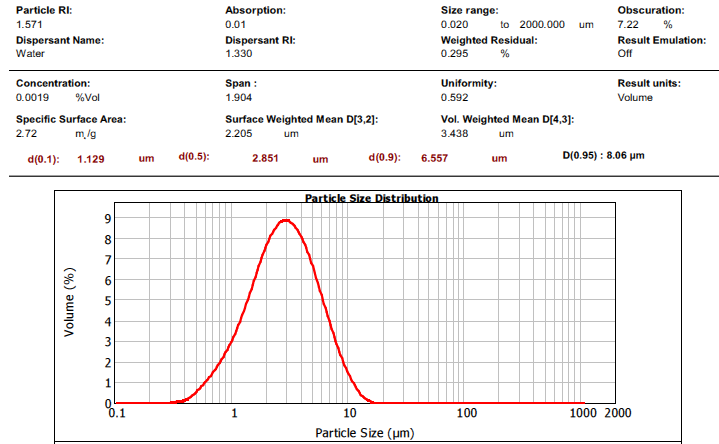 Particle RI: Absorption: Size range: Obscuration:
1.571 0.01 0.020 to 2000.000 um 7.22 %
Dispersant Name: Dispersant RI: Weighted Residual: Result Emulation:
Water 1.330 0.295 % Off
Concentration: Span : Uniformity: Result units:
0.0019 %Vol 1.904 0.592 Volume
Specific Surface Area: Surface Weighted Mean D[3,2]: Vol. Weighted Mean D[4,3]:
2.72 m,/g 2.205 um 3.438 um
d(0.1): 1.129 um d(0.5): 2.851 um d(0.9): 6.557 um D(0.95) : 8.06 µm
Particle Size Distribution
9
8
7
6
5
4
3
2
1
0
Volume (%)
0.1 1 10 100 1000 2000
Particle Size (µm)